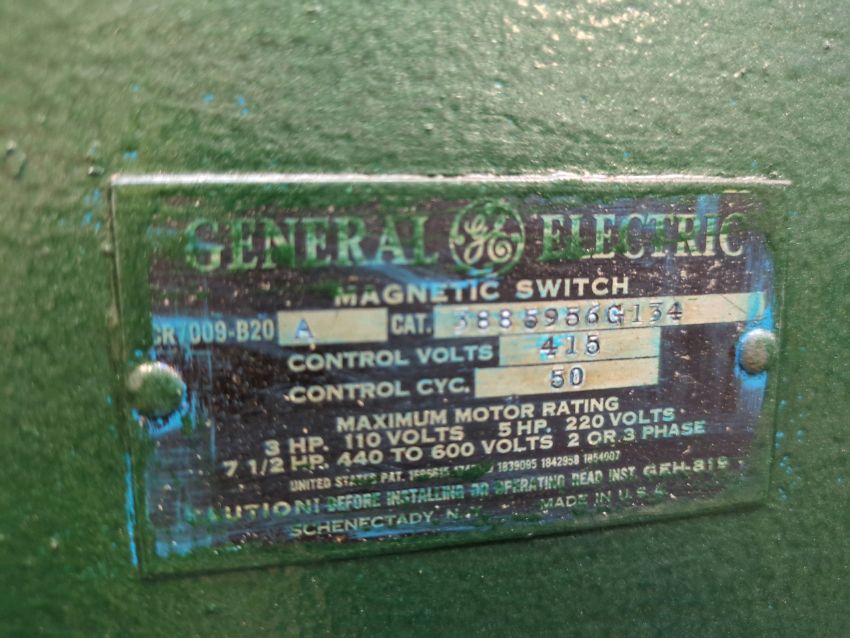 GENERAL GE ELECTRIC
MAGNETIC SWITCH
CR7009-B20 A CAT. 3885956G134
CONTROL VOLTS 415
CONTROL CYC. 50
MAXIMUM MOTOR RATING
3 HP. 110 VOLTS 5 HP. 220 VOLTS
7 1/2 HP. 440 TO 600 VOLTS 2 OR 3 PHASE
UNITED STATES PAT. 1839095 1842958
CAUTION! BEFORE INSTALLING OR OPERATING READ INST. GEH-819
SCHENECTADY, N.Y. MADE IN U.S.A.